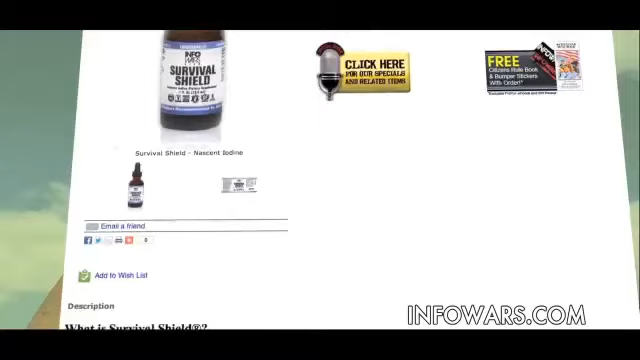 INFO
WARS
SURVIVAL
SHIELD
Survival Shield - Nascent Iodine
CLICK HERE
FOR OUR SPECIALS
AND RELATED ITEMS
FREE
Citizens Rule Book
& Bumper Stickers
With Order!*
Email a friend
0
Add to Wish List
Description
What is Survival Shield®?
INFOWARS.COM